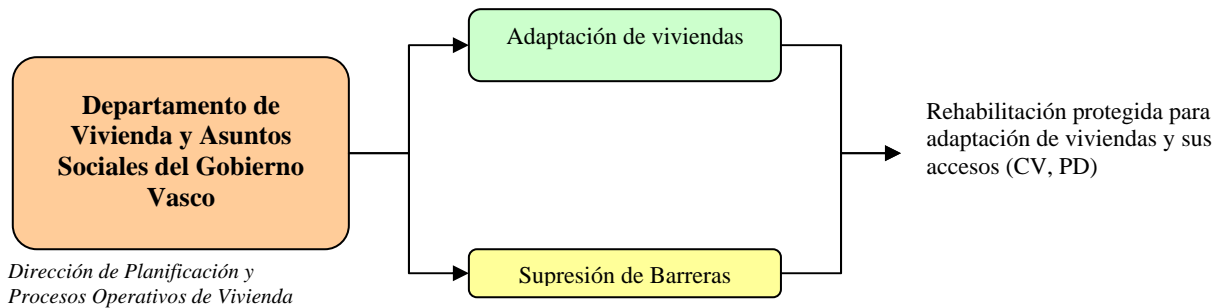 Departamento de
Vivienda y Asuntos
Sociales del Gobierno
Vasco
Dirección de Planificación y
Procesos Operativos de Vivienda
Adaptación de viviendas
Supresión de Barreras
Rehabilitación protegida para
adaptación de viviendas y sus
accesos (CV, PD)